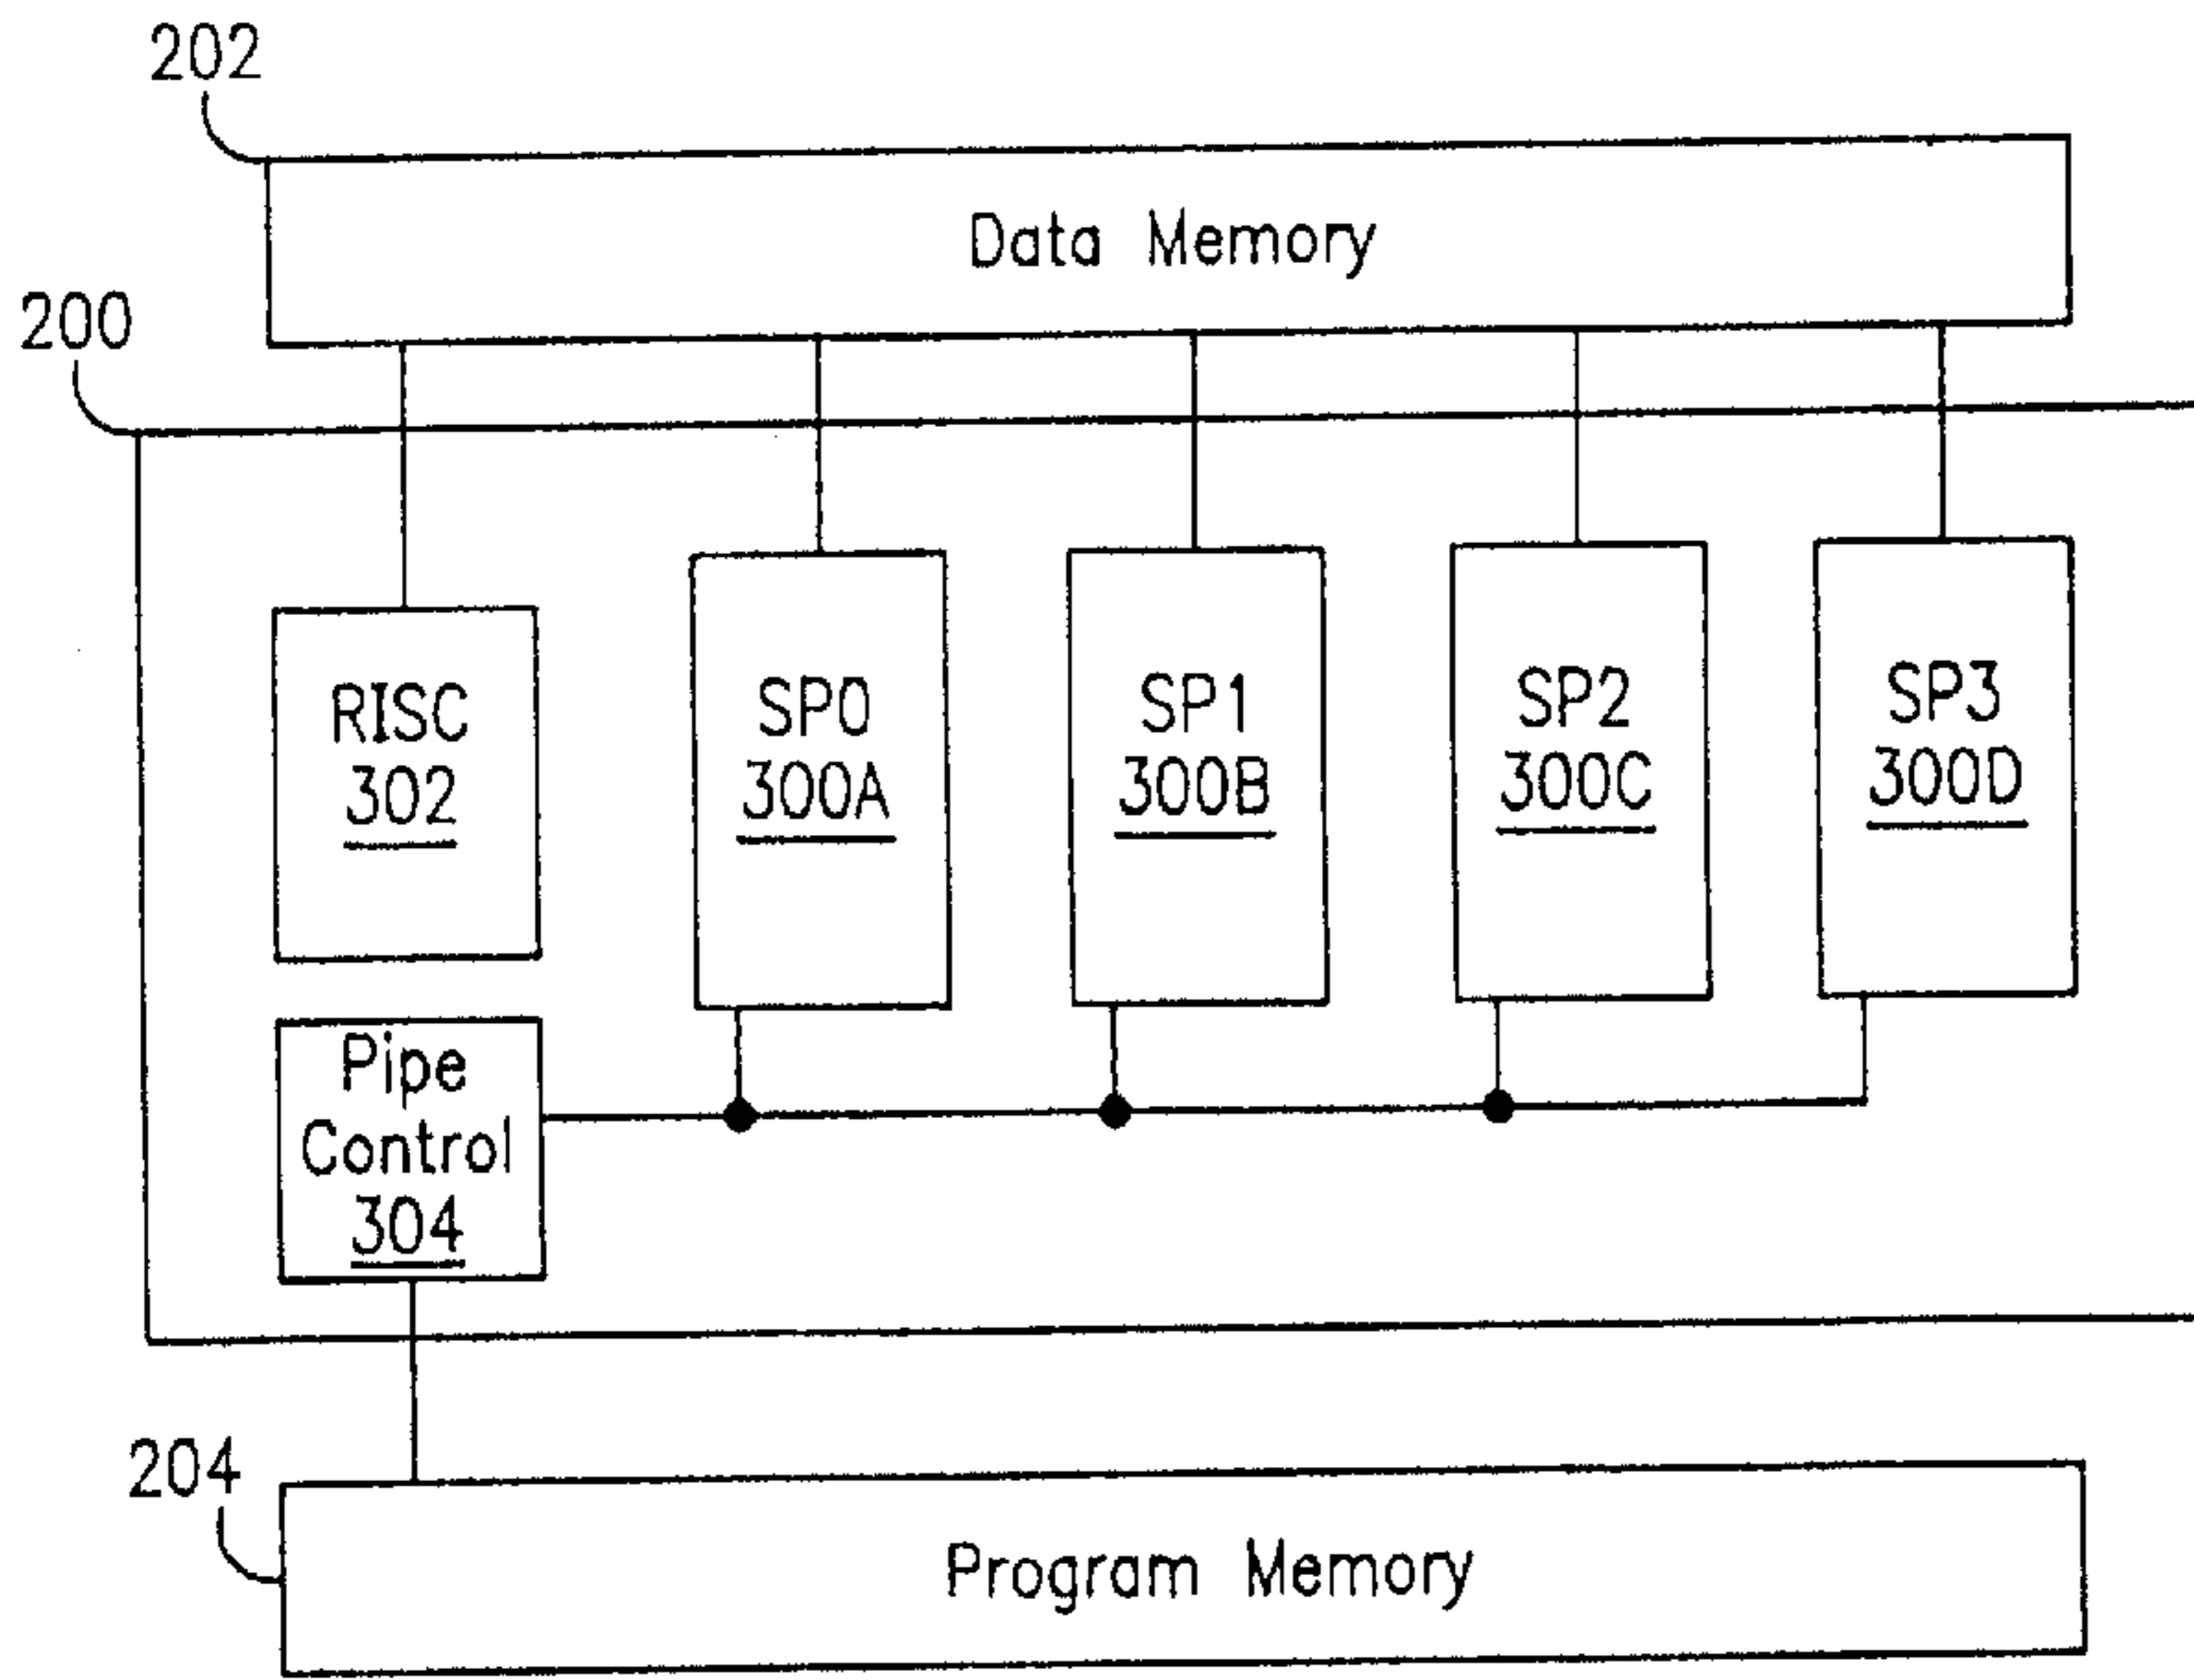 202
Data Memory
200
RISC
302
SP0
300A
SP1
300B
SP2
300C
SP3
300D
Pipe
Control
304
204
Program Memory